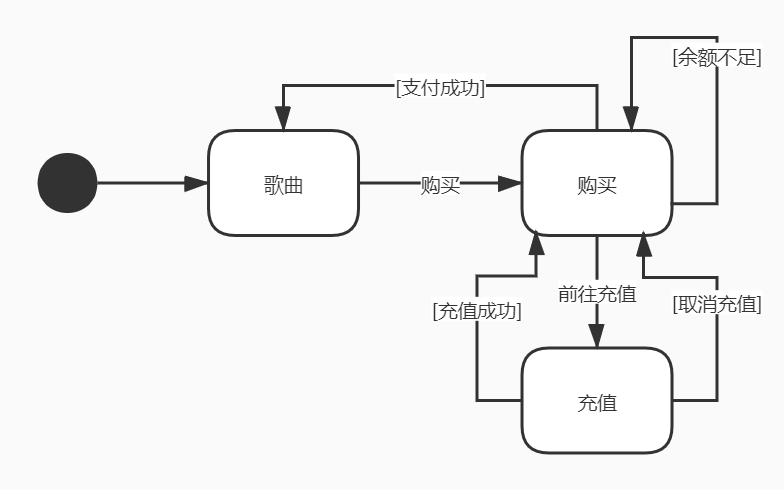 [余额不足]
[支付成功]
歌曲
购买
购买
前往充值
[充值成功]
[取消充值]
充值